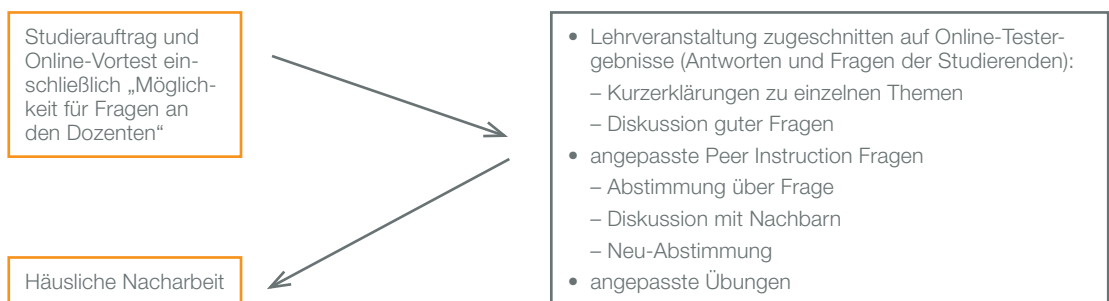 Studierauftrag und
Online-Vortest ein-
schließlich „Möglich-
keit für Fragen an
den Dozenten“
• Lehrveranstaltung zugeschnitten auf Online-Tester-
gebnisse (Antworten und Fragen der Studierenden):
– Kurzerklärungen zu einzelnen Themen
– Diskussion guter Fragen
• angepasste Peer Instruction Fragen
– Abstimmung über Frage
– Diskussion mit Nachbarn
– Neu-Abstimmung
• angepasste Übungen
Häusliche Nacharbeit